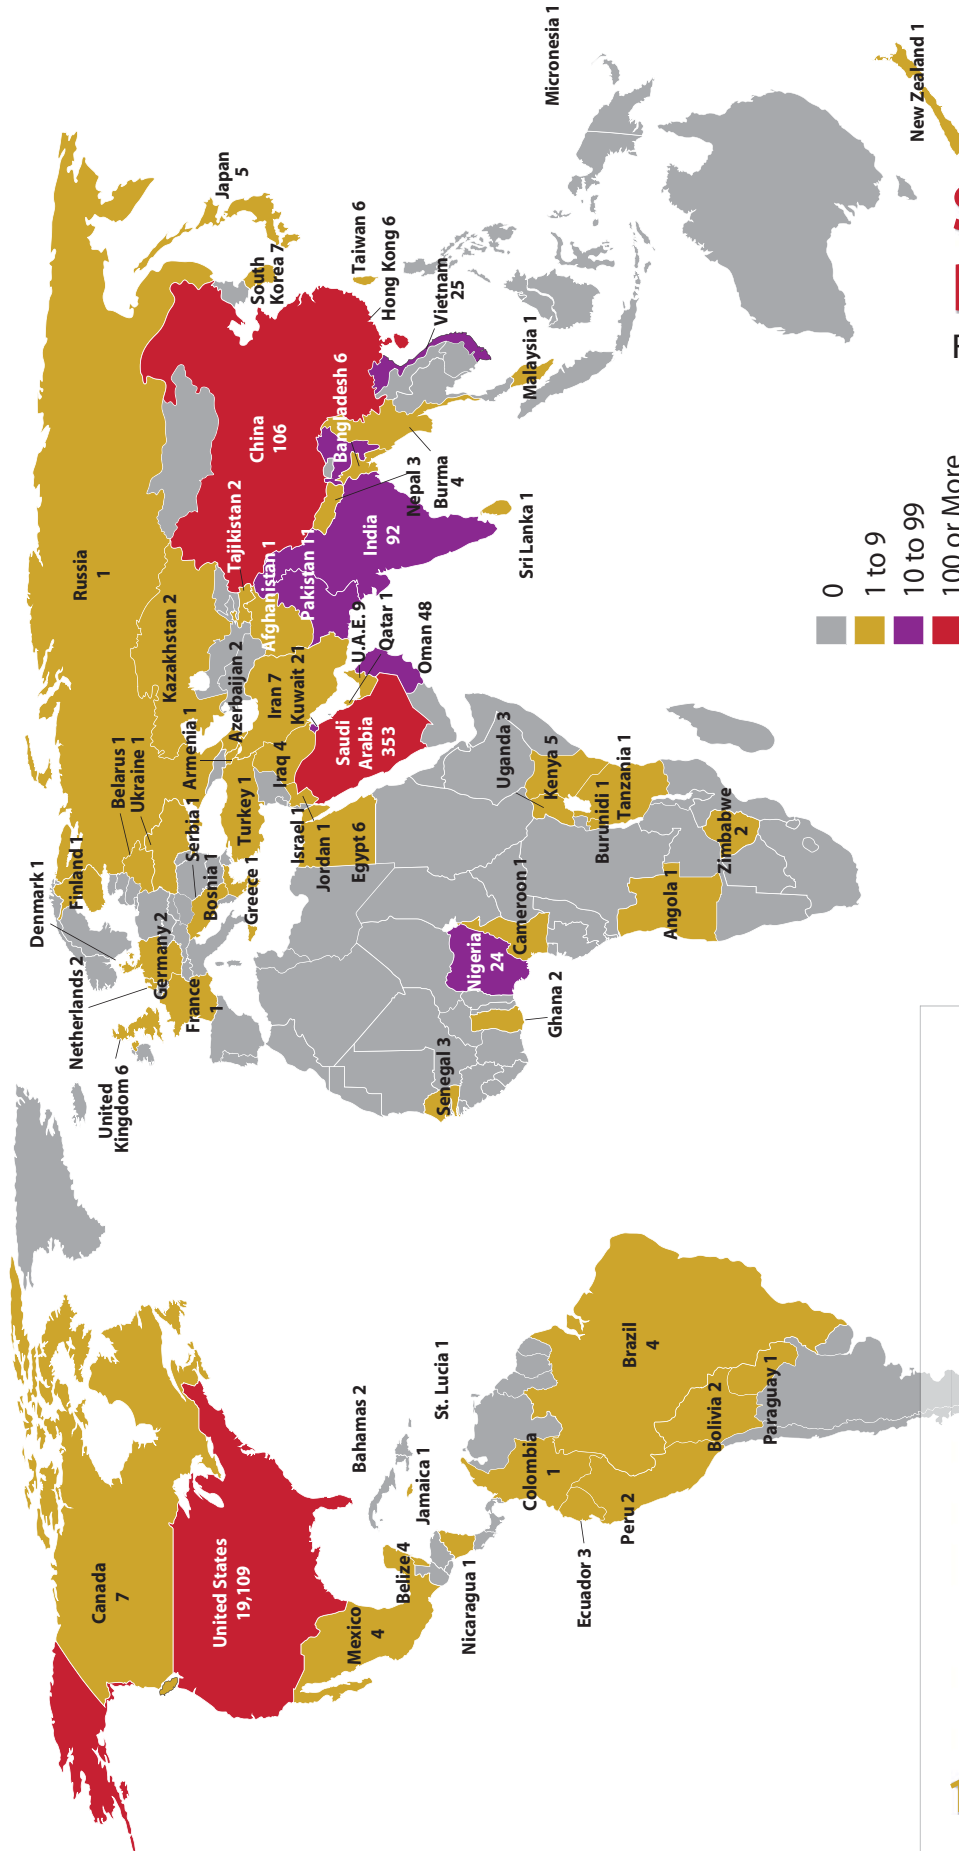 Canada
7
United States
19,109
Mexico
4
Belize 4
Nicaragua 1
Bahamas 2
Jamaica 1
St. Lucia 1
Colombia
1
Ecuador 3
Peru 2
Brazil
4
Bolivia 2
Paraguay 1
United
Kingdom 6
Netherlands 2
Denmark 1
Finland 1
Germany 2
France
1
Belarus 1
Ukraine 1
Serbia 1
Bosnia 1
Greece 1
Armenia 1
Turkey 1
Azerbaijan 2
Russia
1
Kazakhstan 2
Tajikistan 2
Afghanistan 1
Pakistan 11
Iran 7
Kuwait 21
Iraq 4
Israel 1
Jordan 1
Egypt 6
Saudi
Arabia
353
U.A.E. 9
Qatar 1
Oman 48
China
106
India
92
Nepal 3
Bangladesh 6
Burma
4
Sri Lanka 1
South
Korea 7
Japan
5
Taiwan 6
Hong Kong 6
Vietnam
25
Malaysia 1
Micronesia 1
New Zealand 1
Senegal 3
Ghana 2
Nigeria
24
Cameroon 1
Uganda 3
Kenya 5
Burunidi 1
Tanzania 1
Angola 1
Zimbabwe
2
0
1 to 9
10 to 99
100 or More